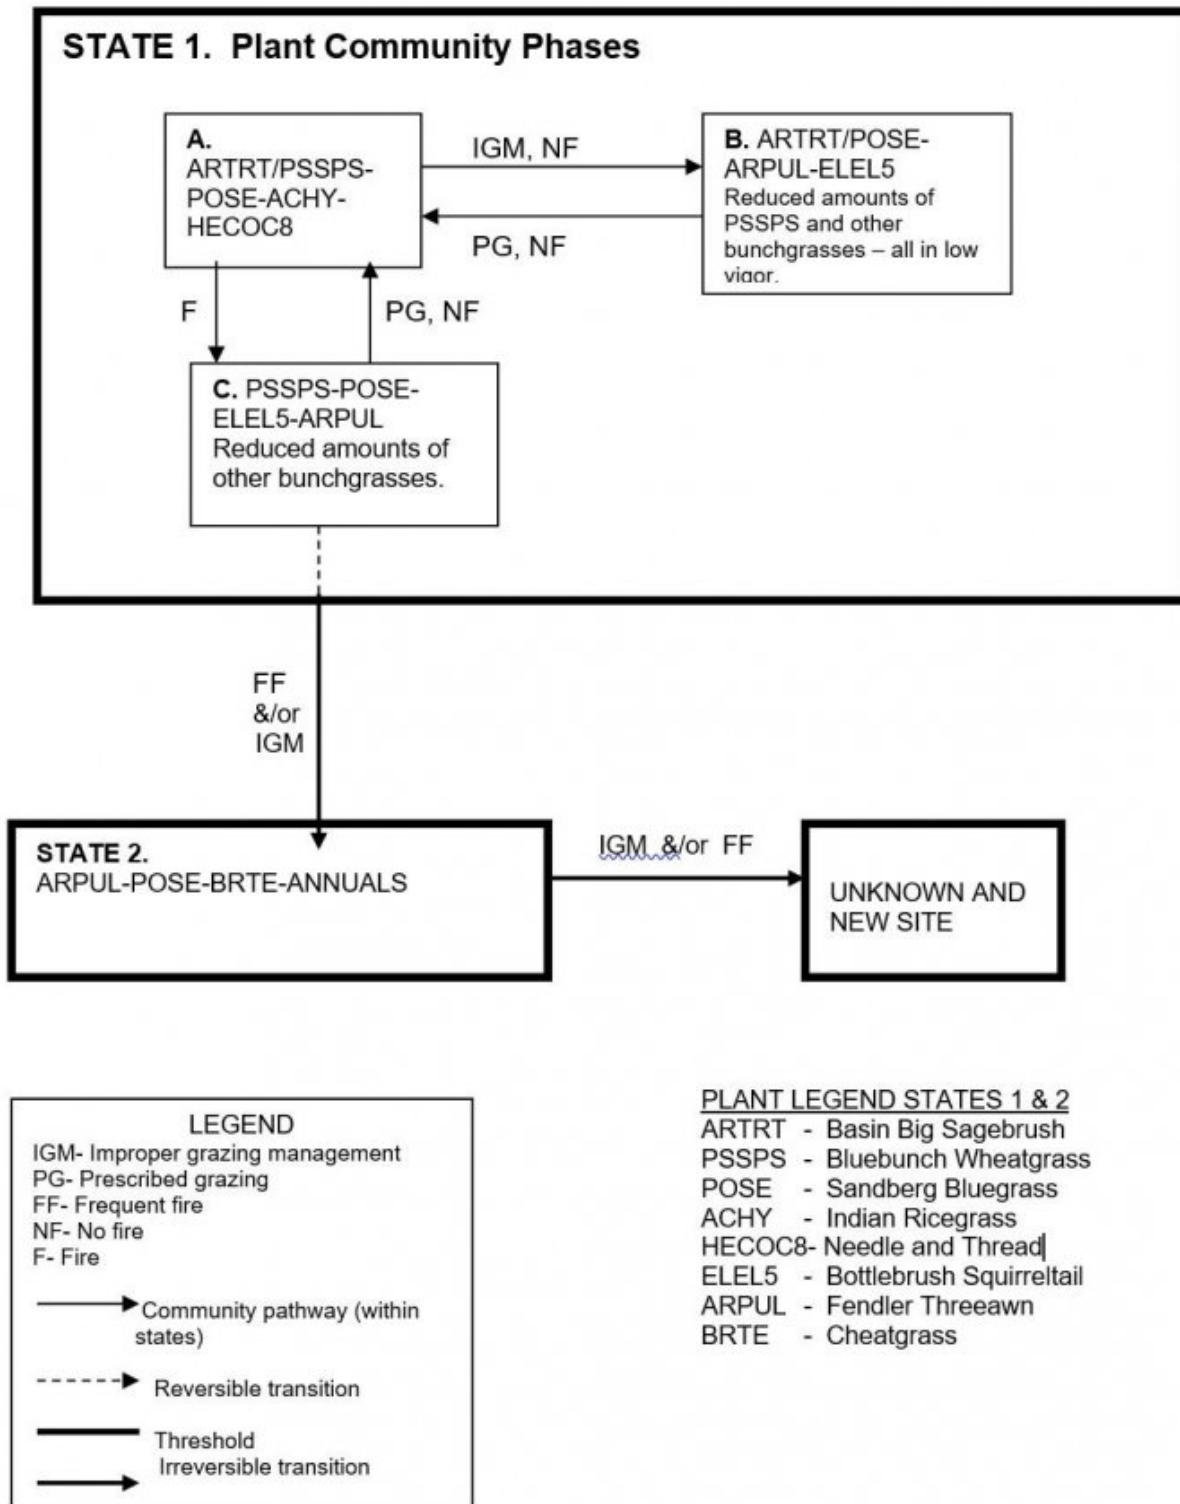 STATE 1. Plant Community Phases
A.
ARTRT/PSSPS-
POSE-ACHY-
HECOC8
IGM, NF
PG, NF
B. ARTRT/POSE-
ARPUL-ELEL5
Reduced amounts of
PSSPS and other
bunchgrasses – all in low
vigor.
F
PG, NF
C. PSSPS-POSE-
ELEL5-ARPUL
Reduced amounts of
other bunchgrasses.
FF
&/or
IGM
STATE 2.
ARPUL-POSE-BRTE-ANNUALS
IGM &/or FF
UNKNOWN AND
NEW SITE
LEGEND
IGM- Improper grazing management
PG- Prescribed grazing
FF- Frequent fire
NF- No fire
F- Fire
Community pathway (within
states)
Reversible transition
Threshold
Irreversible transition
PLANT LEGEND STATES 1 & 2
ARTRT - Basin Big Sagebrush
PSSPS - Bluebunch Wheatgrass
POSE - Sandberg Bluegrass
ACHY - Indian Ricegrass
HECOC8- Needle and Thread
ELEL5 - Bottlebrush Squirreltail
ARPUL - Fendler Threeawn
BRTE - Cheatgrass